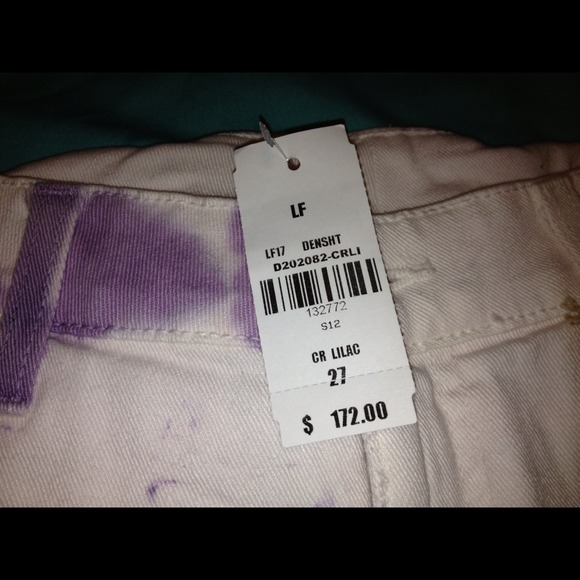 LF
LF17 DENSHT
D202082-CRLI
132772
S12
CR LILAC
27
$ 172.00